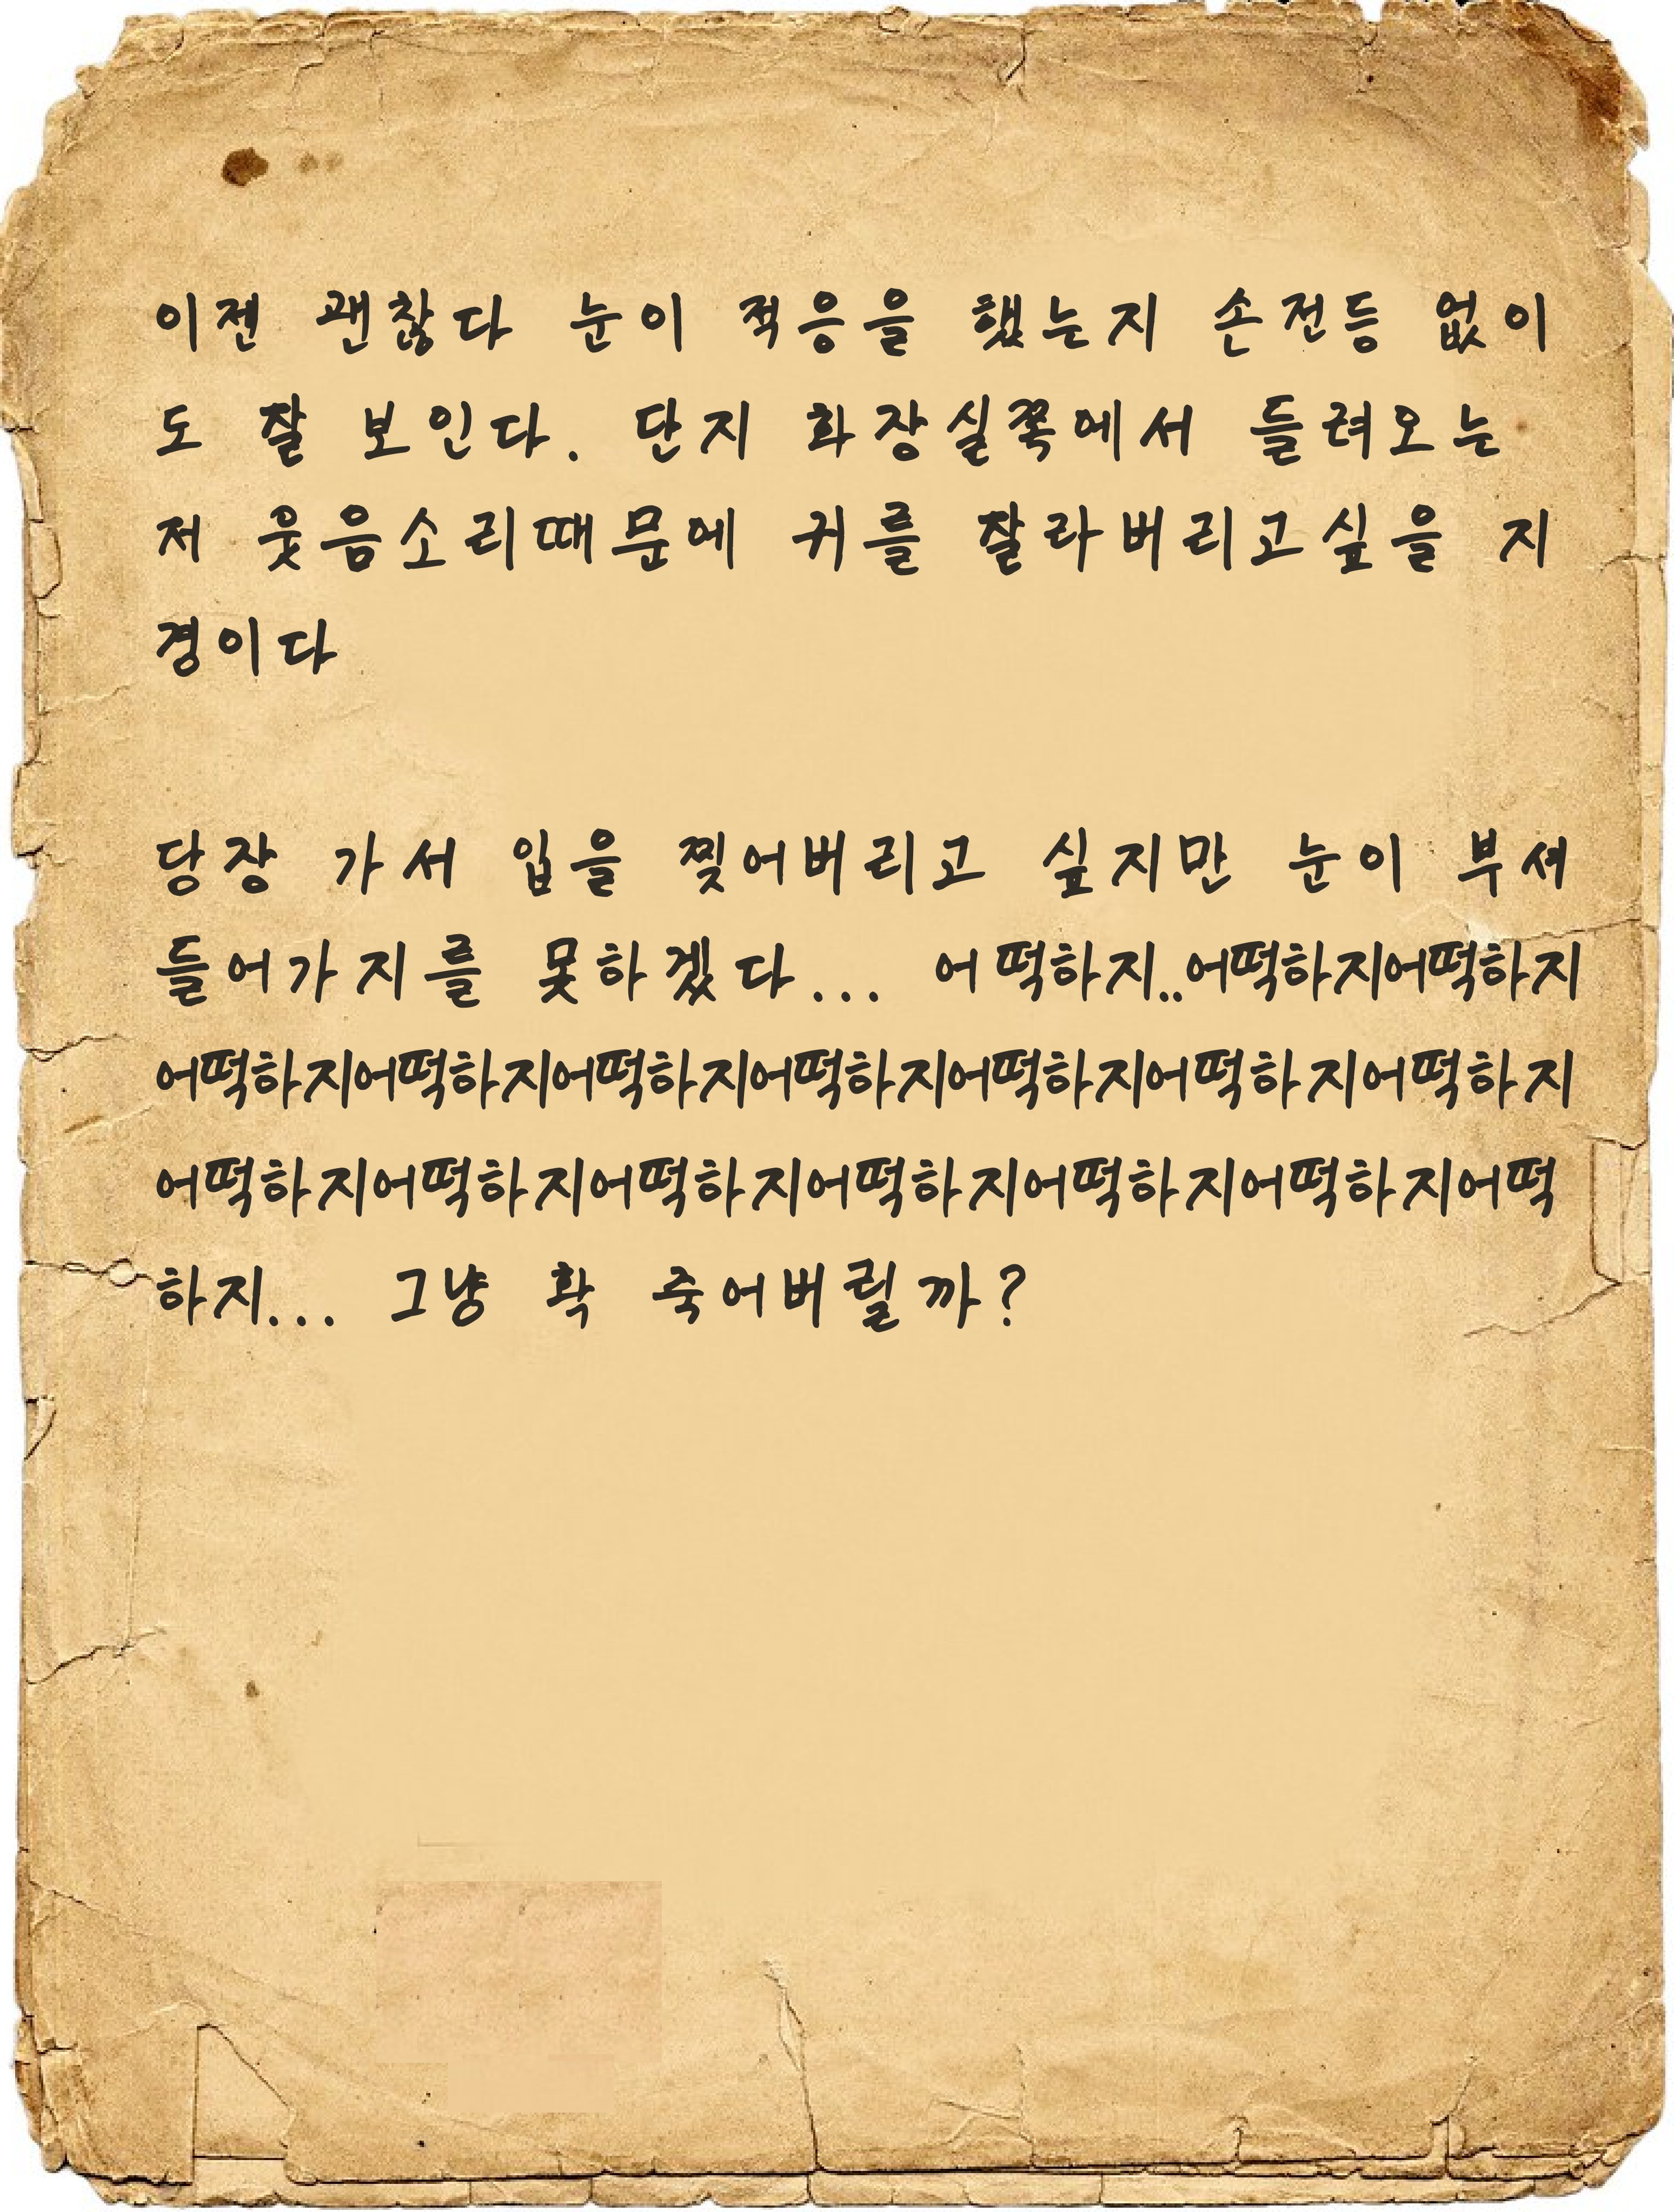 이젠 괜찮다 눈이 적응을 했는지 손전등 없이
도 잘 보인다. 단지 화장실쪽에서 들려오는
저 웃음소리때문에 귀를 잘라버리고싶을 지
경이다
당장 가서 입을 찢어버리고 싶지만 눈이 부셔
들어가지를 못하겠다... 어떡하지..어떡하지어떡하지
어떡하지어떡하지어떡하지어떡하지어떡하지어떡하지어떡하지
어떡하지어떡하지어떡하지어떡하지어떡하지어떡하지어떡
하지... 그냥 확 죽어버릴까?